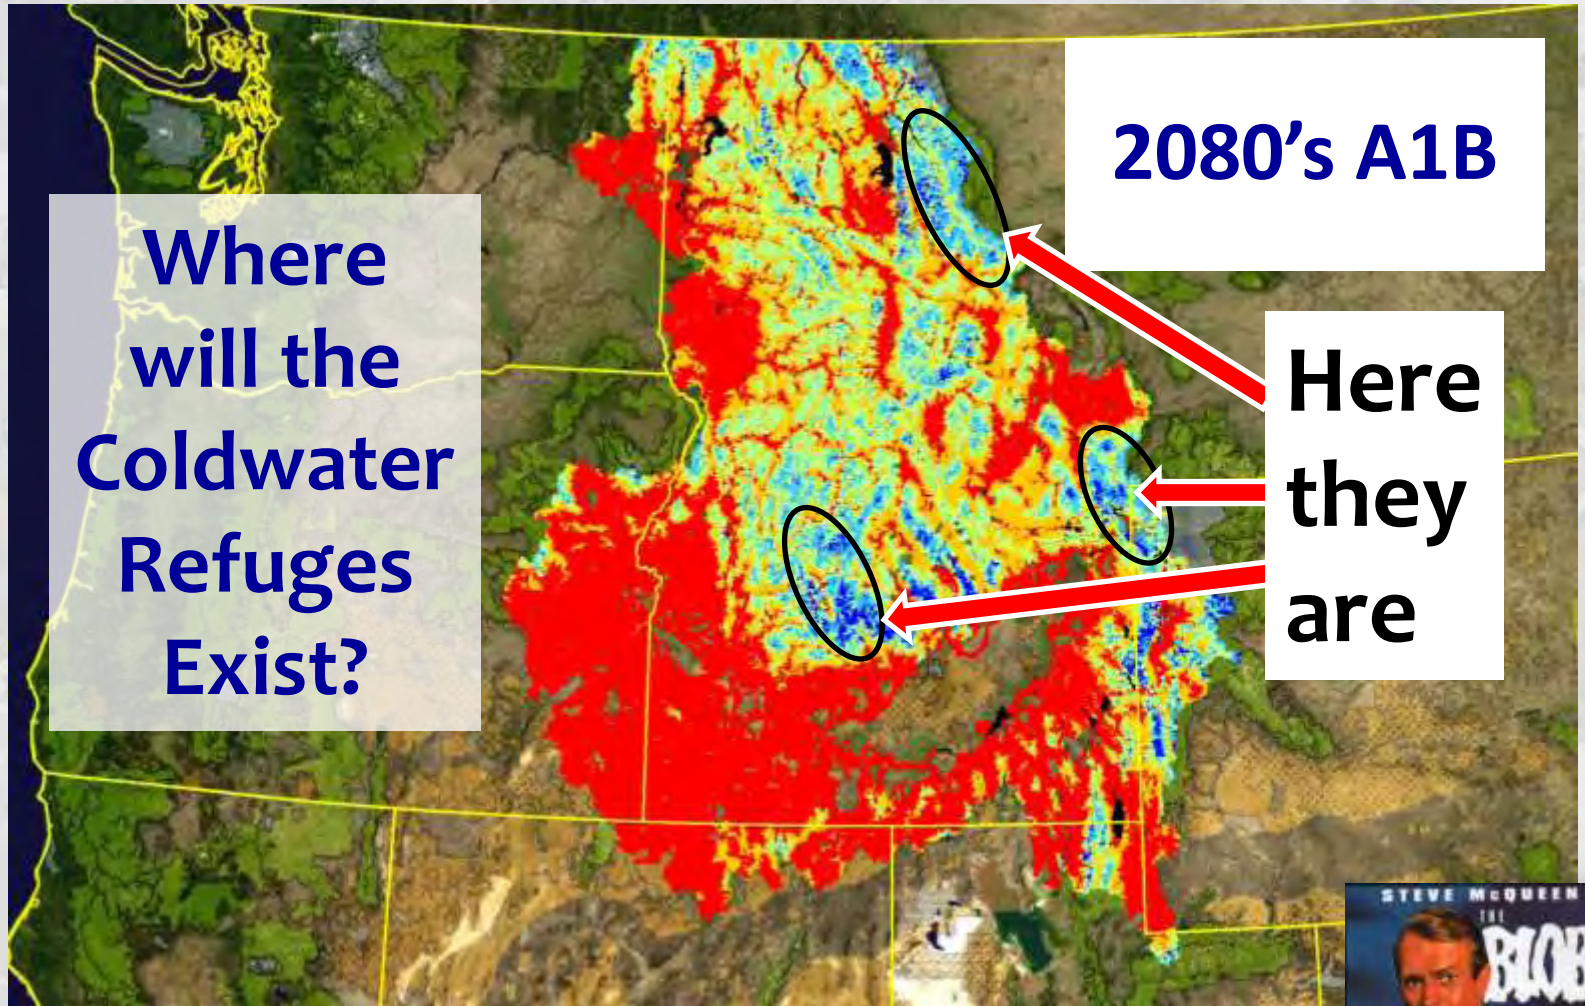 2080's A1B
Where
will the
Coldwater
Refuges
Exist?
Here
they
are
STEVE McQUEEN
THE
BLOB